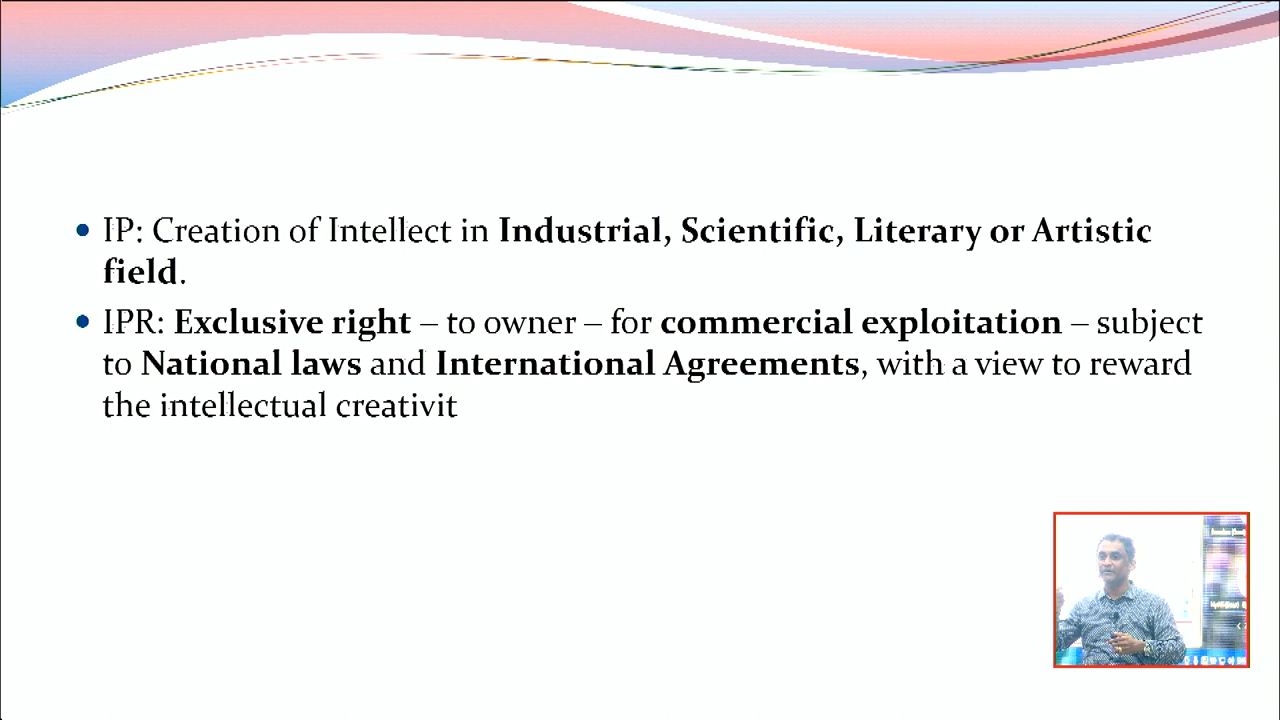 • IP: Creation of Intellect in Industrial, Scientific, Literary or Artistic
field.
• IPR: Exclusive right – to owner – for commercial exploitation – subject
to National laws and International Agreements, with a view to reward
the intellectual creativit